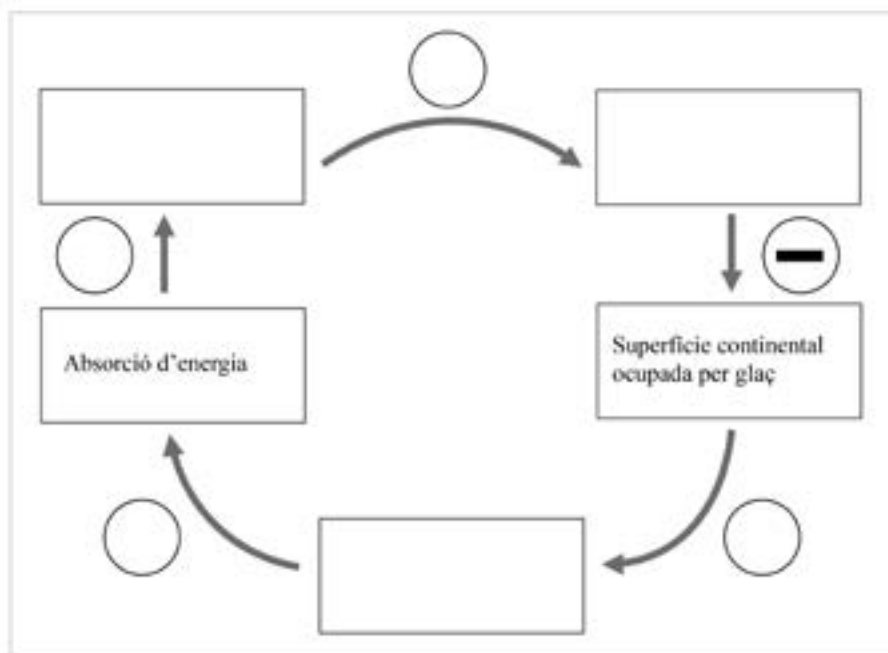 Absorció d'energia
Superfície continental
ocupada per glaç